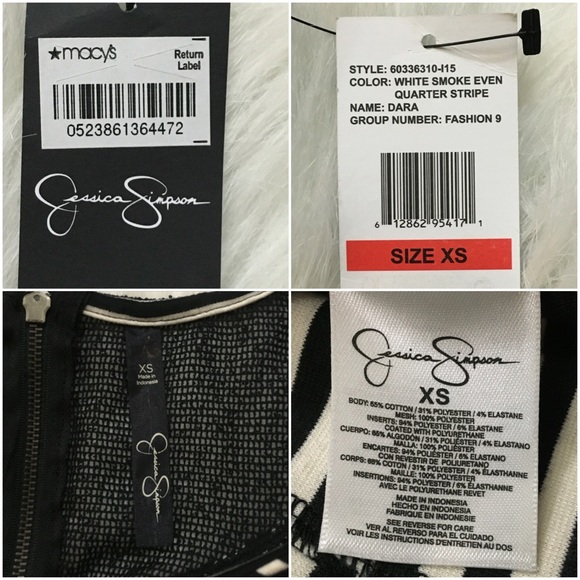 ★macy's
Return
Label
0523861364472
Jessica Simpson
STYLE: 60336310-I15
COLOR: WHITE SMOKE EVEN
QUARTER STRIPE
NAME: DARA
GROUP NUMBER: FASHION 9
6 12862 95417 1
SIZE XS
XS
Made in
Indonesia
Jessica Simpson
Jessica Simpson
XS
BODY: 65% COTTON / 31% POLYESTER / 4% ELASTANE
MESH: 100% POLYESTER
INSERTS: 94% POLYESTER / 6% ELASTANE
COATED WITH POLYURETHANE
CUERPO: 65% ALGODÓN / 31% POLIÉSTER / 4% ELASTANO
MALLA: 100% POLIÉSTER
ENCARTES: 94% POLIÉSTER / 6% ELASTANO
CON REVESTIR DE POLIURETANO
CORPS: 65% COTON / 31% POLYESTER / 4% ELASTHANNE
MAILLE: 100% POLYESTER
INSERTIONS: 94% POLYESTER / 6% ÉLASTHANNE
AVEC LE POLYURETHANE REVET
MADE IN INDONESIA
HECHO EN INDONESIA
FABRIQUE EN INDONESIE
SEE REVERSE FOR CARE
VER AL REVERSO PARA EL CUIDADO
VOIR LES INSTRUCTIONS D'ENTRETIEN AU DOS